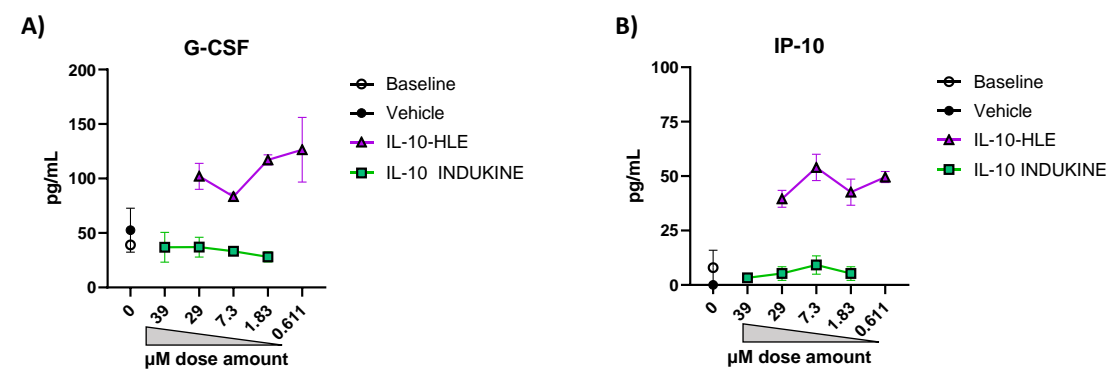 A)
G-CSF
200
150
100
50
0
pg/mL
0
39
29
7.3
1.83
0.611
µM dose amount
Baseline
Vehicle
IL-10-HLE
IL-10 INDUKINE
B)
IP-10
100
75
50
25
0
pg/mL
0
39
29
7.3
1.83
0.611
µM dose amount
Baseline
Vehicle
IL-10-HLE
IL-10 INDUKINE